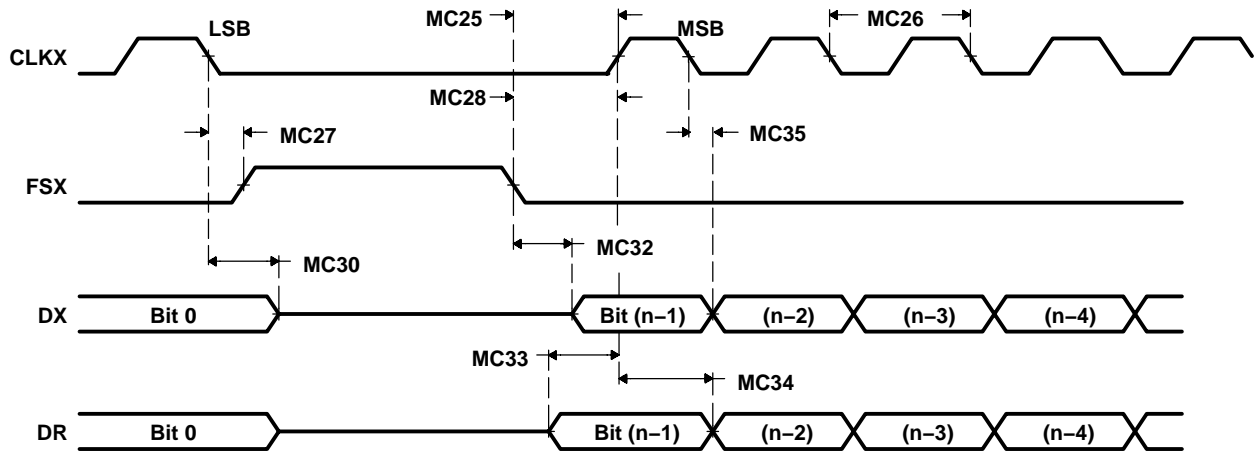 LSB
MC25
MSB
MC26
CLKX
MC28
MC27
MC35
FSX
MC32
MC30
DX
Bit 0
Bit (n−1)
(n−2)
(n−3)
(n−4)
MC33
MC34
DR
Bit 0
Bit (n−1)
(n−2)
(n−3)
(n−4)